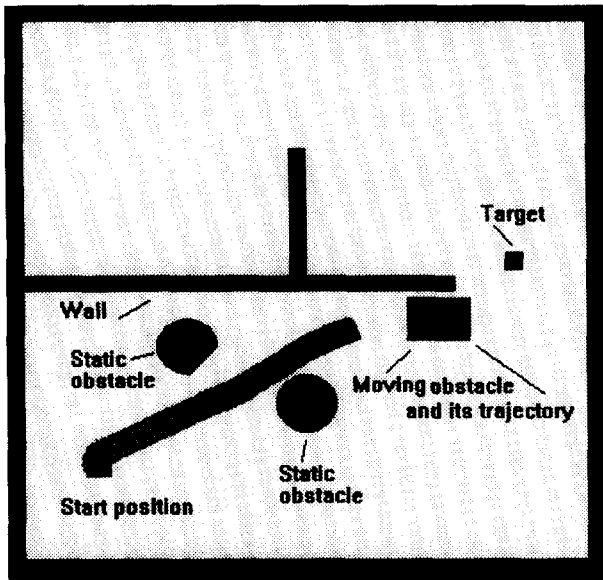 Target
Wall
Static
obstacle
Moving obstacle
and its trajectory
Static
obstacle
Start position